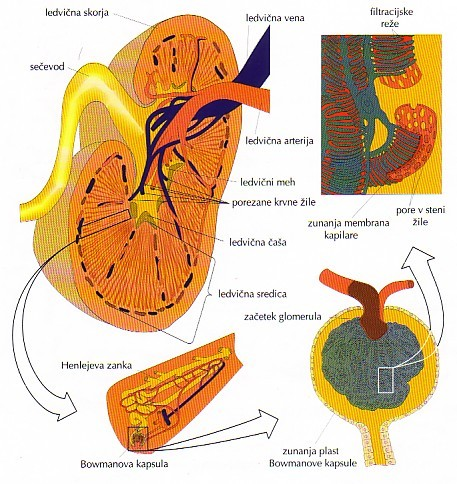 ledvična skorja
ledvična vena
filtracijske
reže
sečevod
ledvična arterija
ledvični meh
porezane krvne žile
zunanja membrana
kapilare
pore v steni
žile
ledvična čaša
ledvična sredica
začetek glomerula
Henlejeva zanka
Bowmanova kapsula
zunanja plast
Bowmanove kapsule